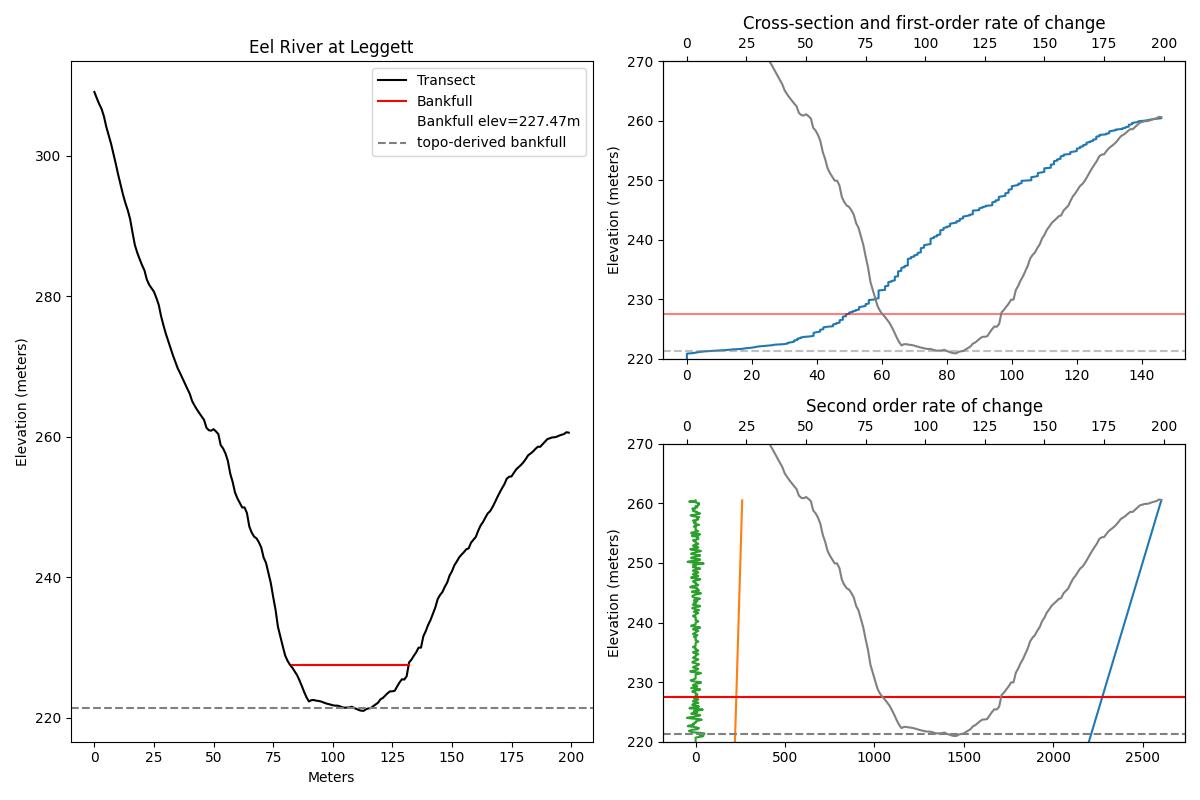 Eel River at Leggett
Transect
Bankfull
Bankfull elev=227.47m
topo-derived bankfull
Elevation (meters)
300
280
260
240
220
0 25 50 75 100 125 150 175 200
Meters
Cross-section and first-order rate of change
0 25 50 75 100 125 150 175 200
Elevation (meters)
270
260
250
240
230
220
0 20 40 60 80 100 120 140
Second order rate of change
0 25 50 75 100 125 150 175 200
Elevation (meters)
270
260
250
240
230
220
0 500 1000 1500 2000 2500